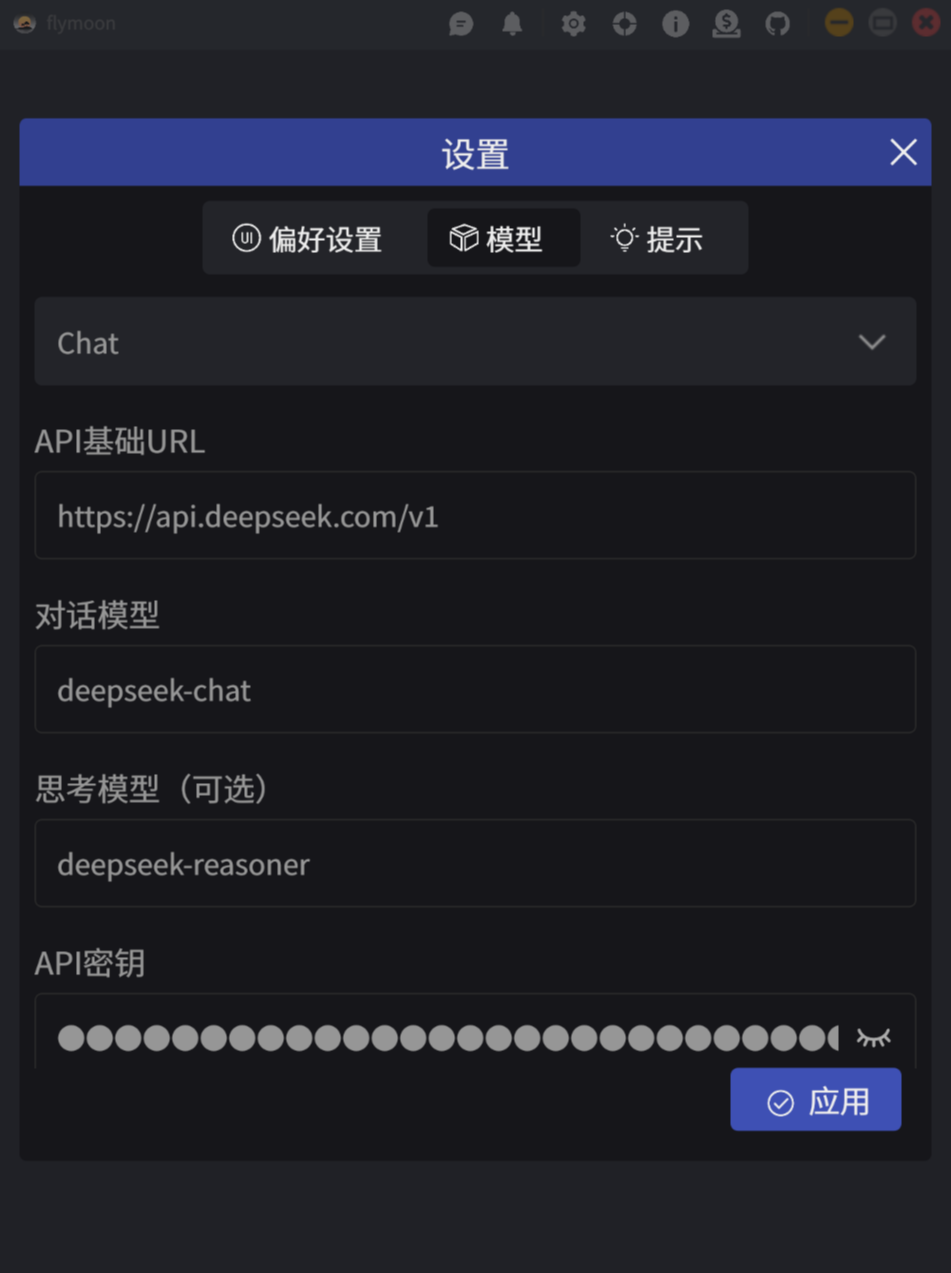 flymoon
设置
UI 偏好设置 模型 提示
Chat
API基础URL
https://api.deepseek.com/v1
对话模型
deepseek-chat
思考模型（可选）
deepseek-reasoner
API密钥
应用